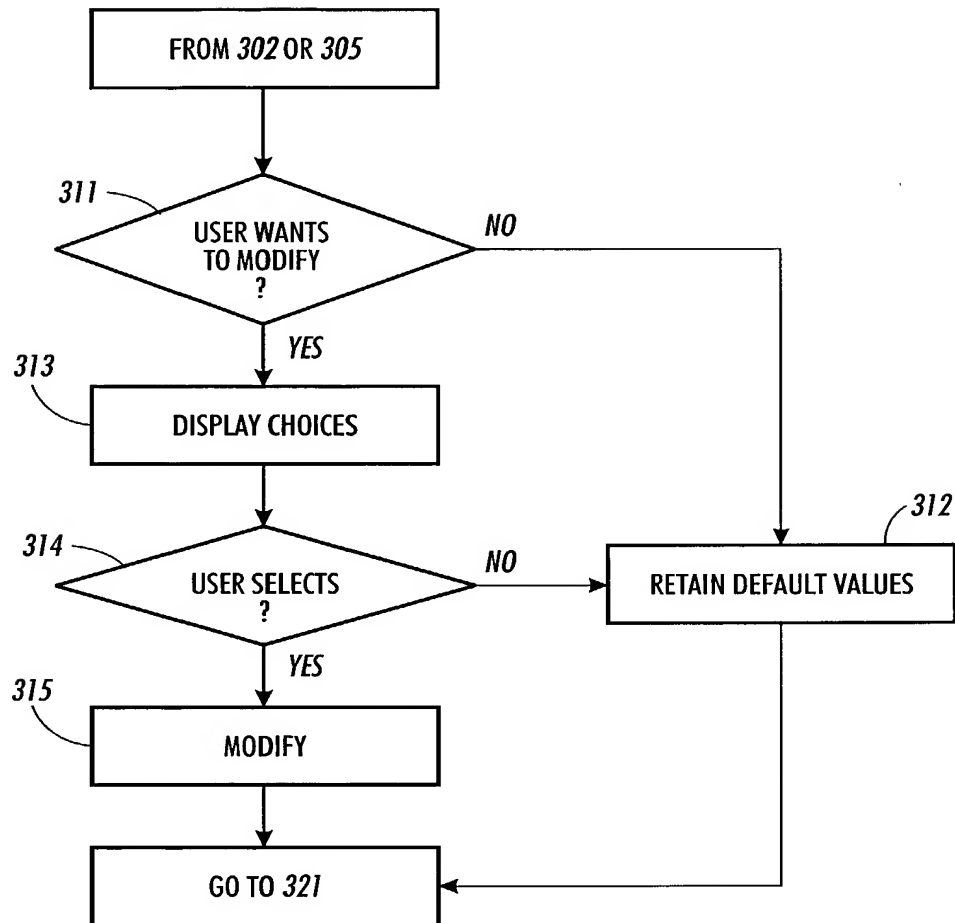 FROM 302 OR 305
311
USER WANTS
TO MODIFY
?
NO
YES
313
DISPLAY CHOICES
314
USER SELECTS
?
NO
312
RETAIN DEFAULT VALUES
YES
315
MODIFY
GO TO 321